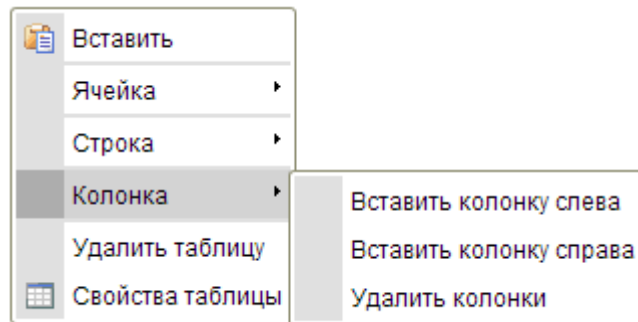 Вставить
Ячейка
Строка
Колонка
Удалить таблицу
Свойства таблицы
Вставить колонку слева
Вставить колонку справа
Удалить колонки